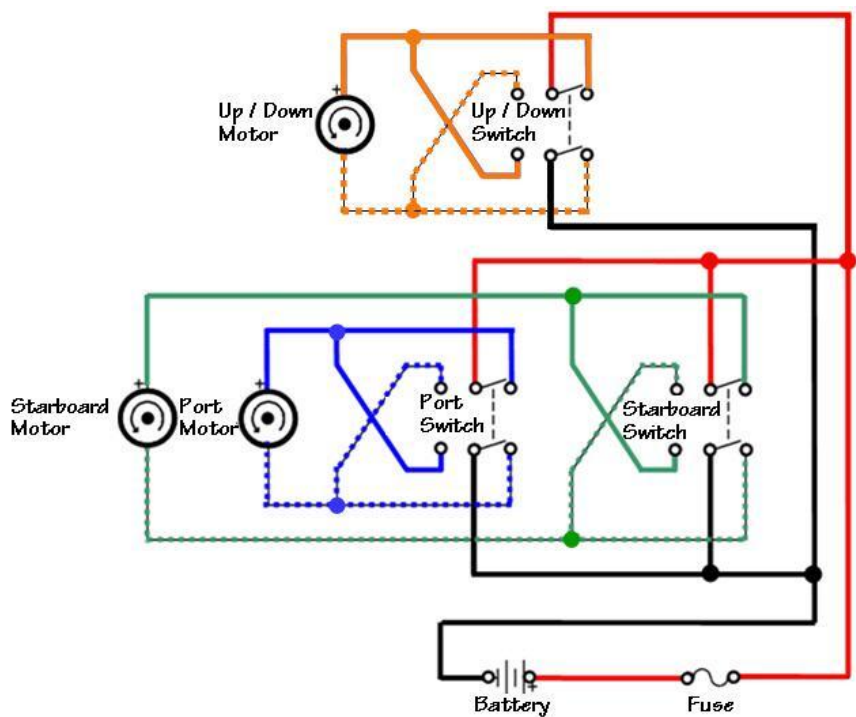 +
Up / Down
Motor
Up / Down
Switch
+
+
Starboard
Motor
Port
Motor
Port
Switch
Starboard
Switch
+
Battery
Fuse